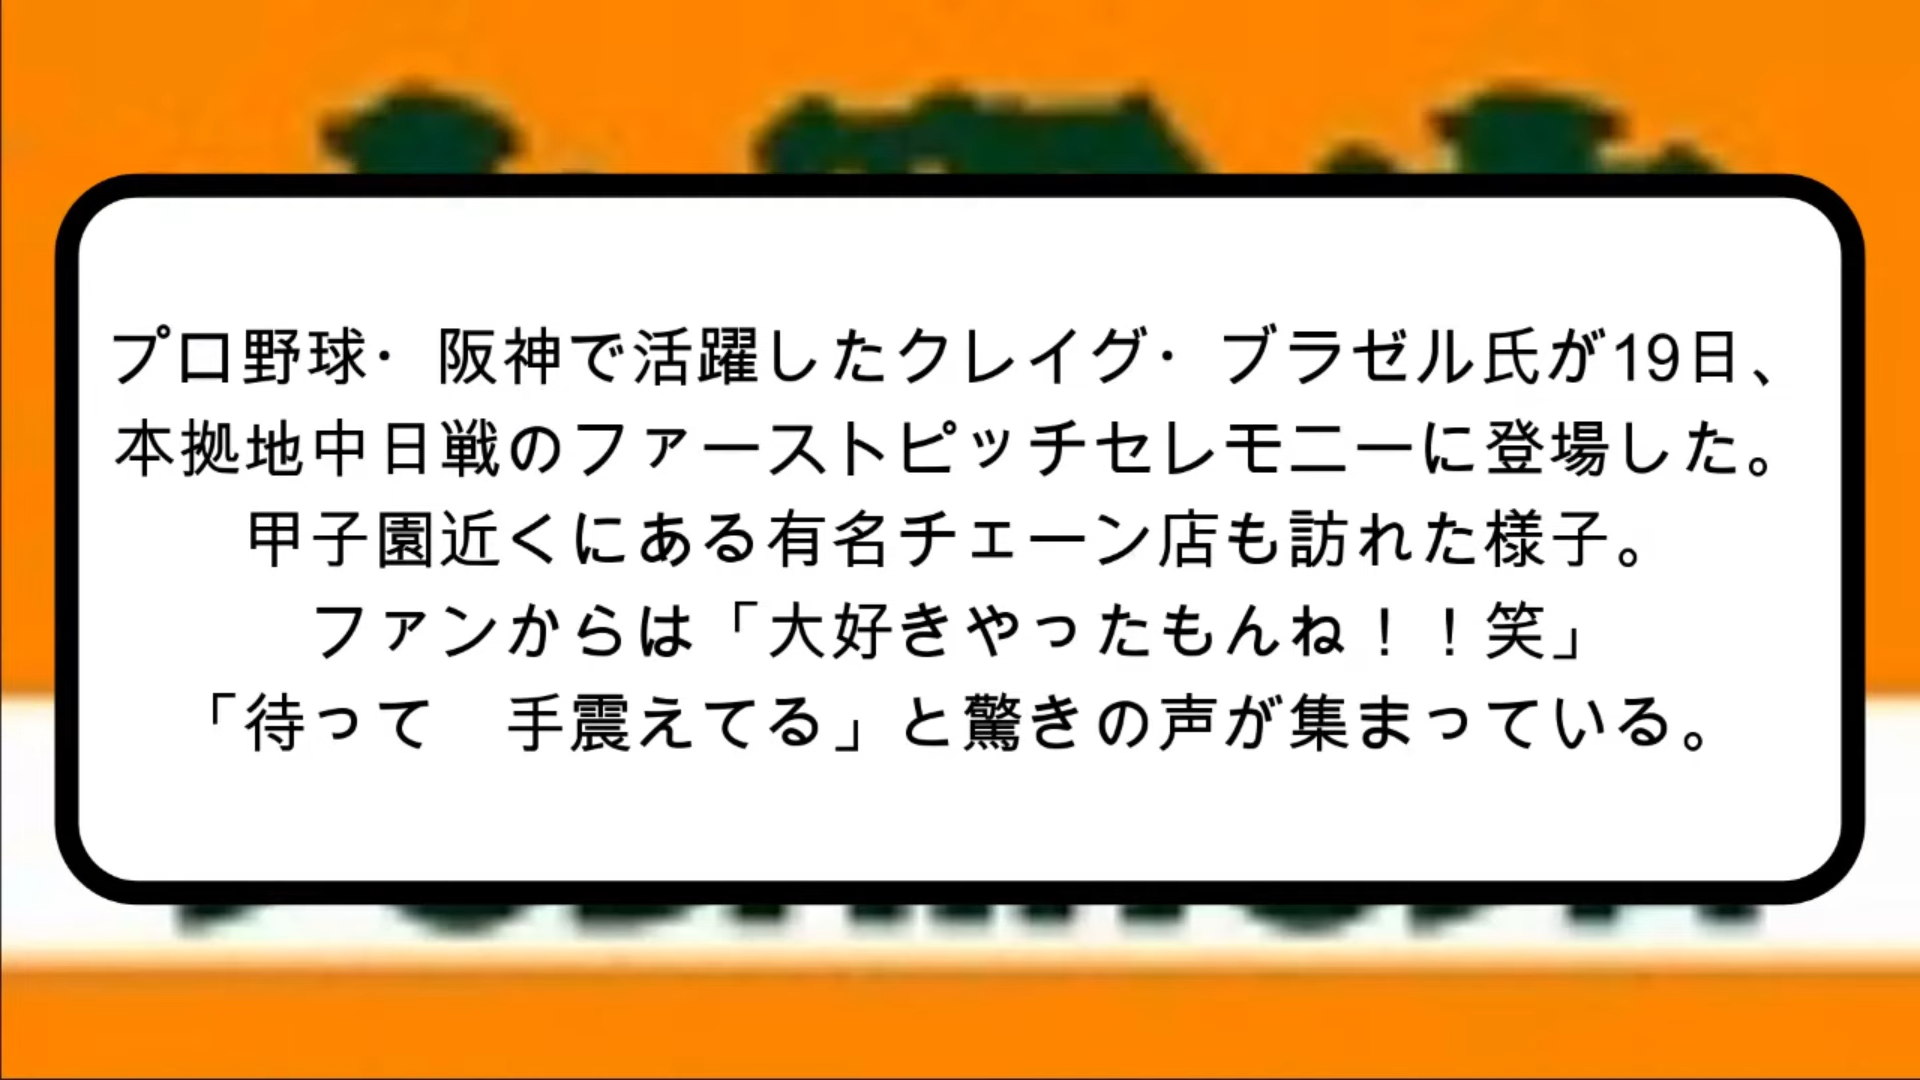 プロ野球・阪神で活躍したクレイグ・ブラゼル氏が19日、
本拠地中日戦のファーストピッチセレモニーに登場した。
甲子園近くにある有名チェーン店も訪れた様子。
ファンからは「大好きやったもんね！！笑」
「待って　手震えてる」と驚きの声が集まっている。